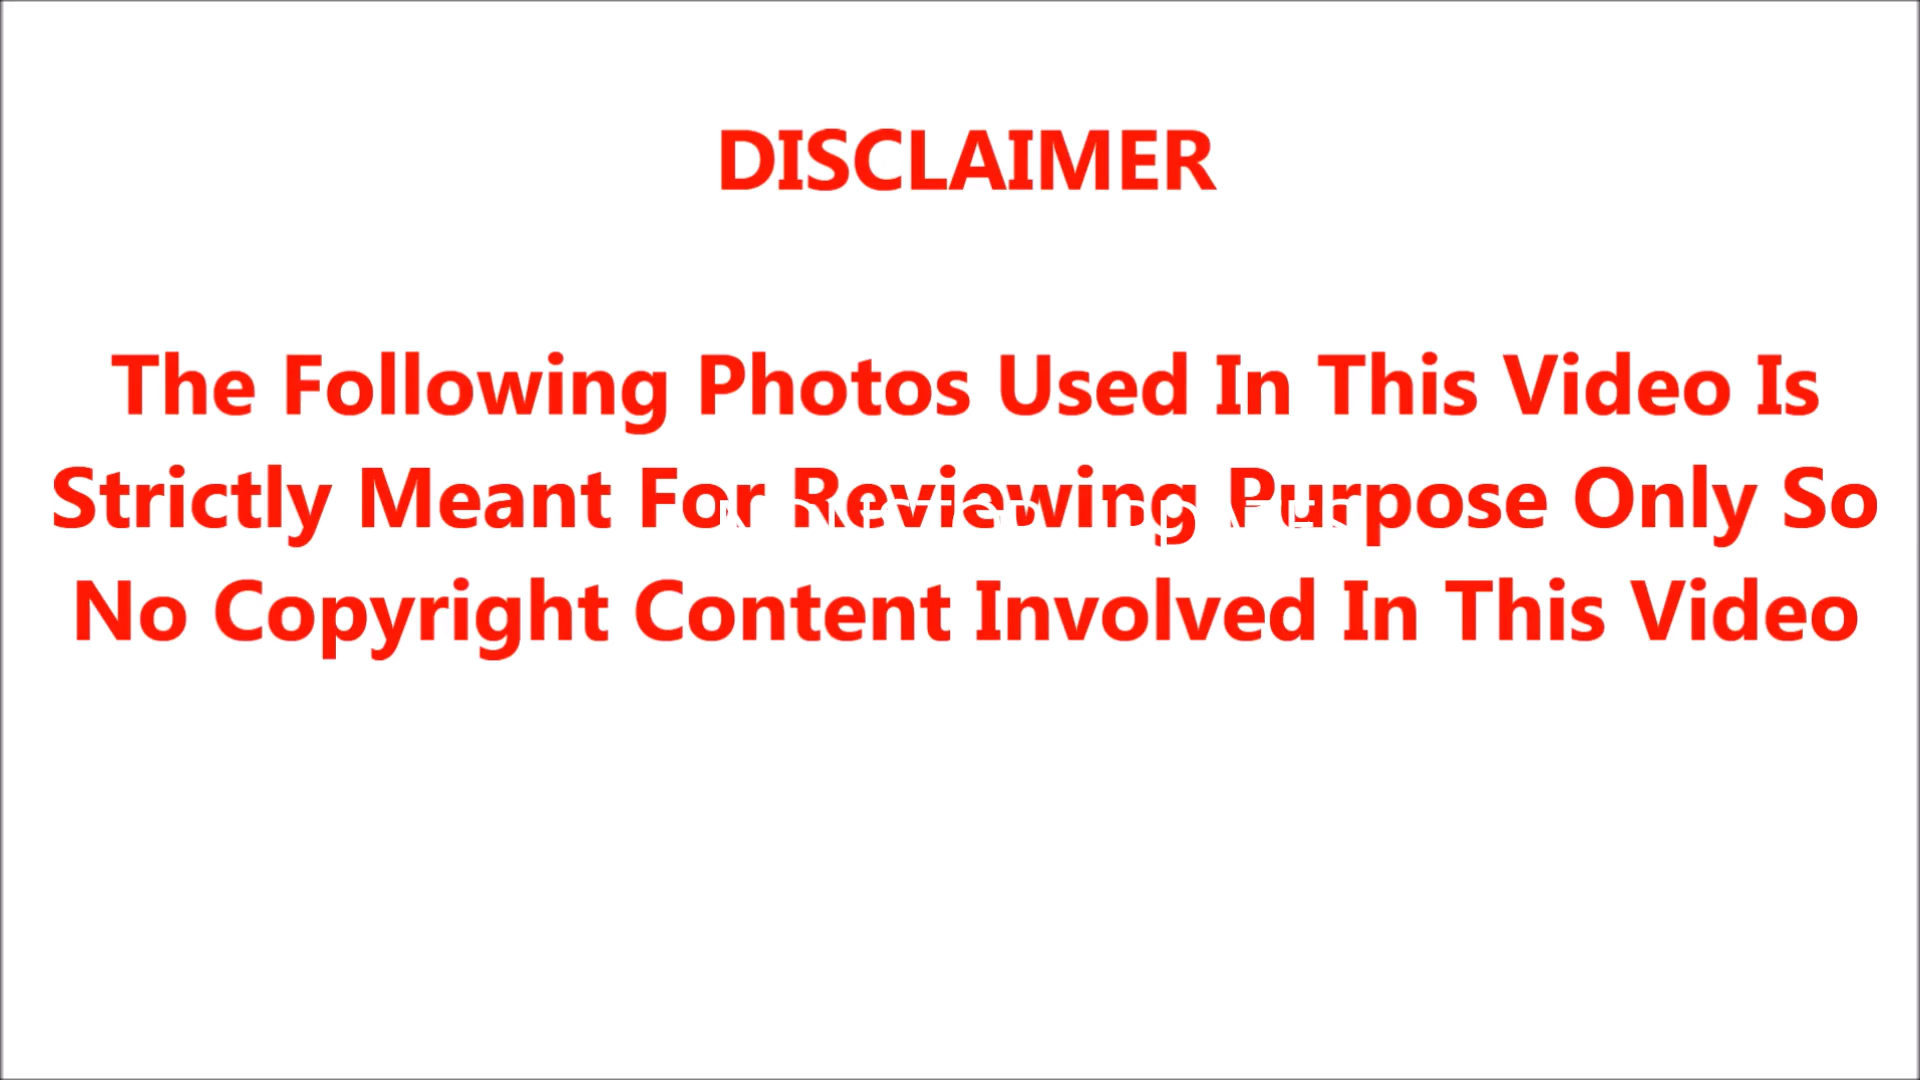 DISCLAIMER
The Following Photos Used In This Video Is
Strictly Meant For Reviewing Purpose Only So
No Copyright Content Involved In This Video